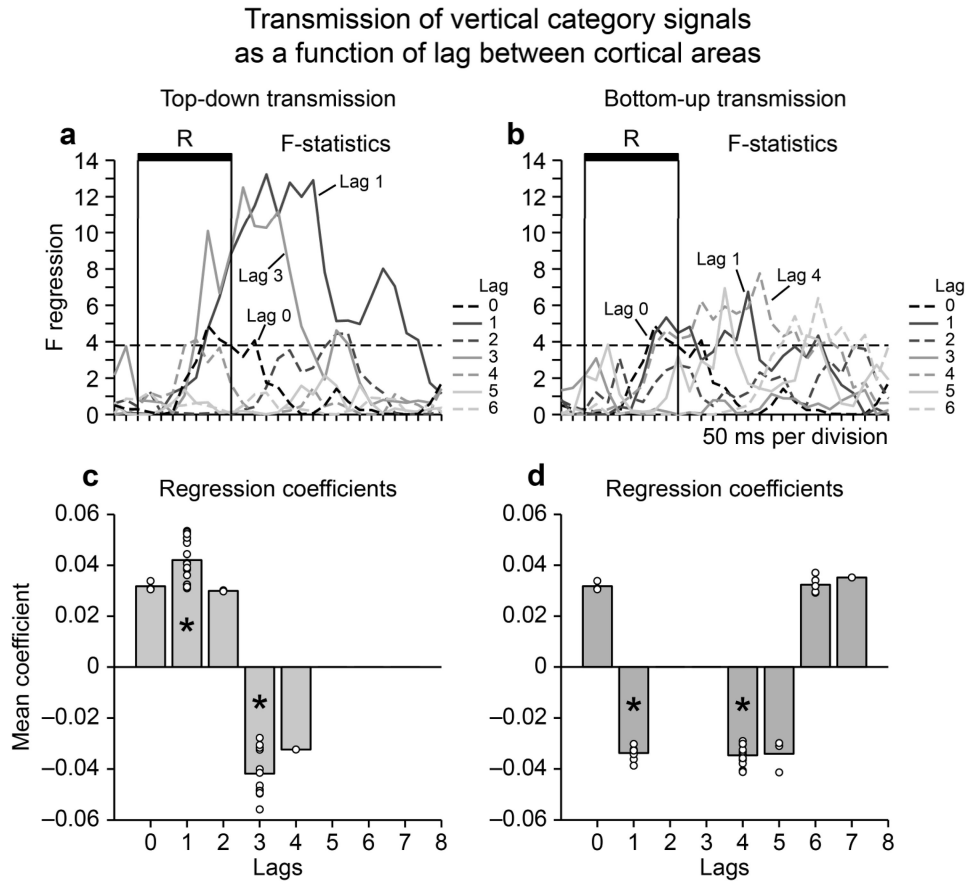 Transmission of vertical category signals
as a function of lag between cortical areas
Top-down transmission
Bottom-up transmission
a
R
F-statistics
b
R
F-statistics
14
12
10
8
6
4
2
0
F regression
Lag 1
Lag 3
Lag 0
Lag
0
1
2
3
4
5
6
14
12
10
8
6
4
2
0
Lag 0
Lag 1
Lag 4
Lag
0
1
2
3
4
5
6
50 ms per division
c
Regression coefficients
d
Regression coefficients
0.06
0.04
0.02
0
–0.02
–0.04
–0.06
Mean coefficient
*
*
0 1 2 3 4 5 6 7 8
Lags
0.06
0.04
0.02
0
–0.02
–0.04
–0.06
*
*
0 1 2 3 4 5 6 7 8
Lags